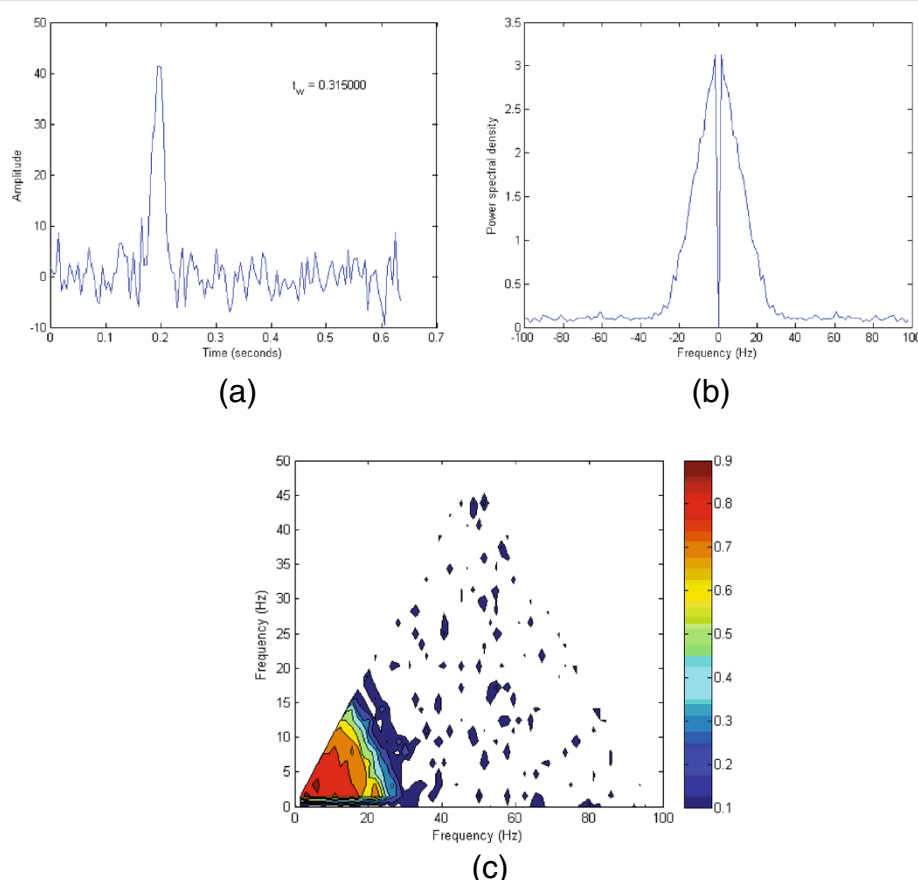 50
40
30
20
10
0
-10
Amplitude
t_w = 0.315000
0 0.1 0.2 0.3 0.4 0.5 0.6 0.7
Time (seconds)
(a)
3.5
3
2.5
2
1.5
1
0.5
0
Power spectral density
-100 -80 -60 -40 -20 0 20 40 60 80 100
Frequency (Hz)
(b)
50
45
40
35
30
25
20
15
10
5
0
Frequency (Hz)
0 20 40 60 80 100
Frequency (Hz)
0.9
0.8
0.7
0.6
0.5
0.4
0.3
0.2
0.1
(c)